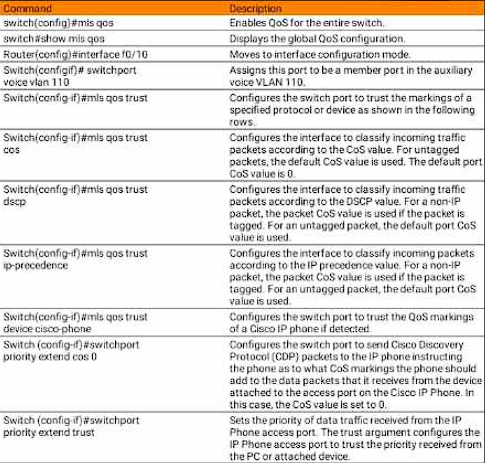 Command Description
switch(config)#mls qos Enables QoS for the entire switch.
switch#show mls qos Displays the global QoS configuration.
Router(config)#interface f0/10 Moves to interface configuration mode.
Switch(configif)# switchport Assigns this port to be a member port in the auxiliary
voice vlan 110 voice VLAN 110.
Switch(config-if)#mls qos trust Configures the switch port to trust the markings of a
specified protocol or device as shown in the following
rows.
Switch(config-if)#mls qos trust Configures the interface to classify incoming traffic
cos packets according to the CoS value. For untagged
packets, the default CoS value is used. The default port
CoS value is 0.
Switch(config-if)#mls qos trust Configures the interface to classify incoming traffic
dscp packets according to the DSCP value. For a non-IP
packet, the packet CoS value is used if the packet is
tagged. For an untagged packet, the default port CoS
value is used.
Switch(config-if)#mls qos trust Configures the interface to classify incoming packets
ip-precedence according to the IP precedence value. For a non-IP
packet, the packet CoS value is used if the packet is
tagged. For an untagged packet, the default port CoS
value is used.
Switch(config-if)#mls qos trust Configures the switch port to trust the QoS markings
device cisco-phone of a Cisco IP phone if detected.
Switch (config-if)#switchport Configures the switch port to send Cisco Discovery
priority extend cos 0 Protocol (CDP) packets to the IP phone instructing
the phone as to what CoS markings the phone should
add to the data packets that it receives from the device
attached to the access port on the Cisco IP Phone. In
this case, the CoS value is set to 0.
Switch (config-if)#switchport Sets the priority of data traffic received from the IP
priority extend trust Phone access port. The trust argument configures the
IP Phone access port to trust the priority received from
the PC or attached device.